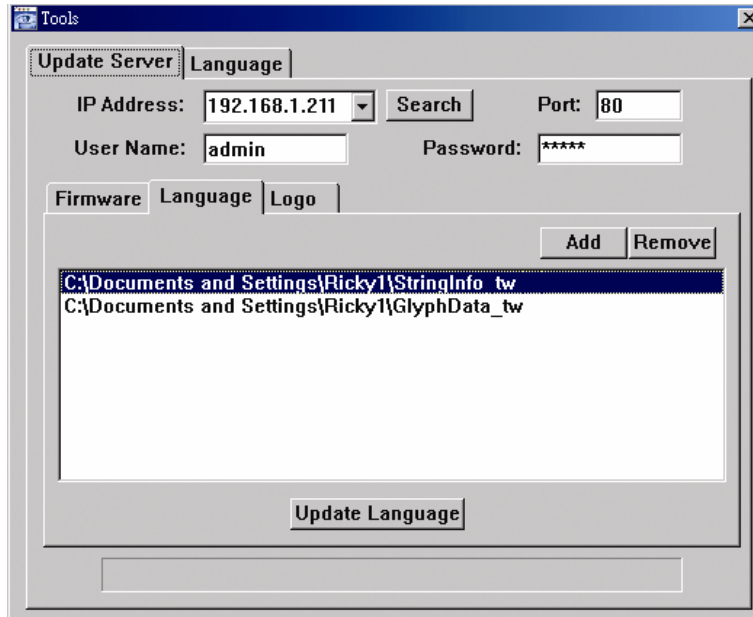 Tools
Update Server Language
IP Address: 192.168.1.211 Search Port: 80
User Name: admin Password: *****
Firmware Language Logo
Add Remove
C:\Documents and Settings\Ricky1\StringInfo_tw
C:\Documents and Settings\Ricky1\GlyphData_tw
Update Language